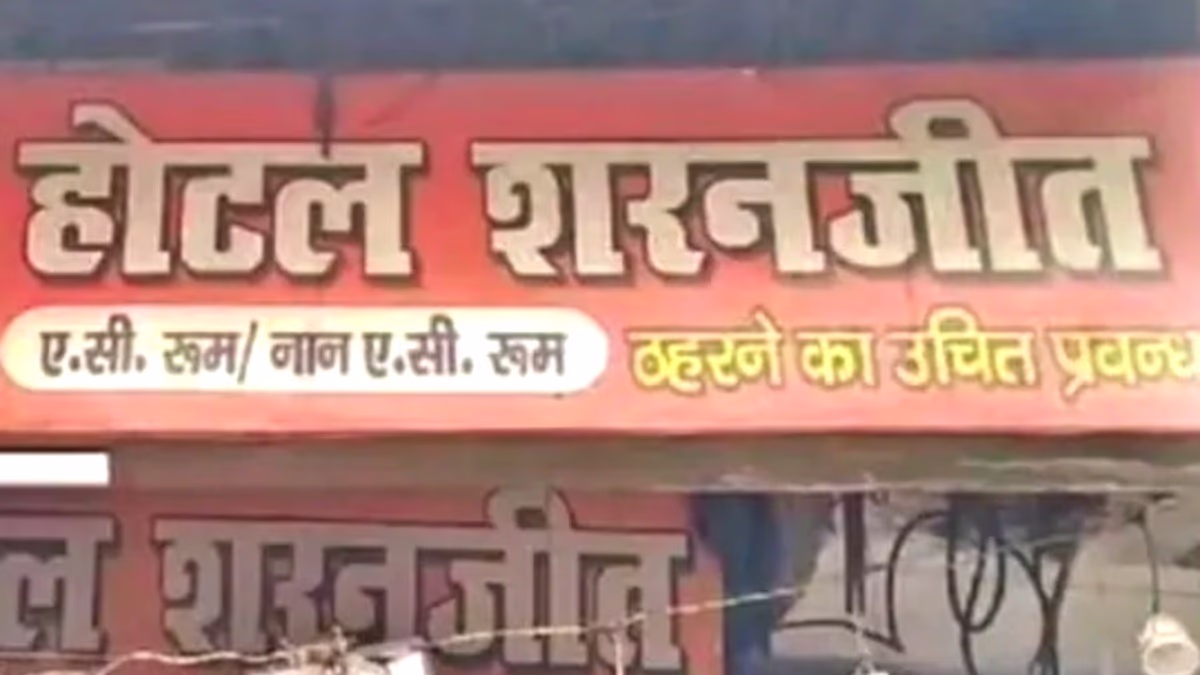 होटल शरनजीत
ए.सी. रूम/ नान ए.सी. रूम ठहरने का उचित प्रबन्ध
ल शरनजीत